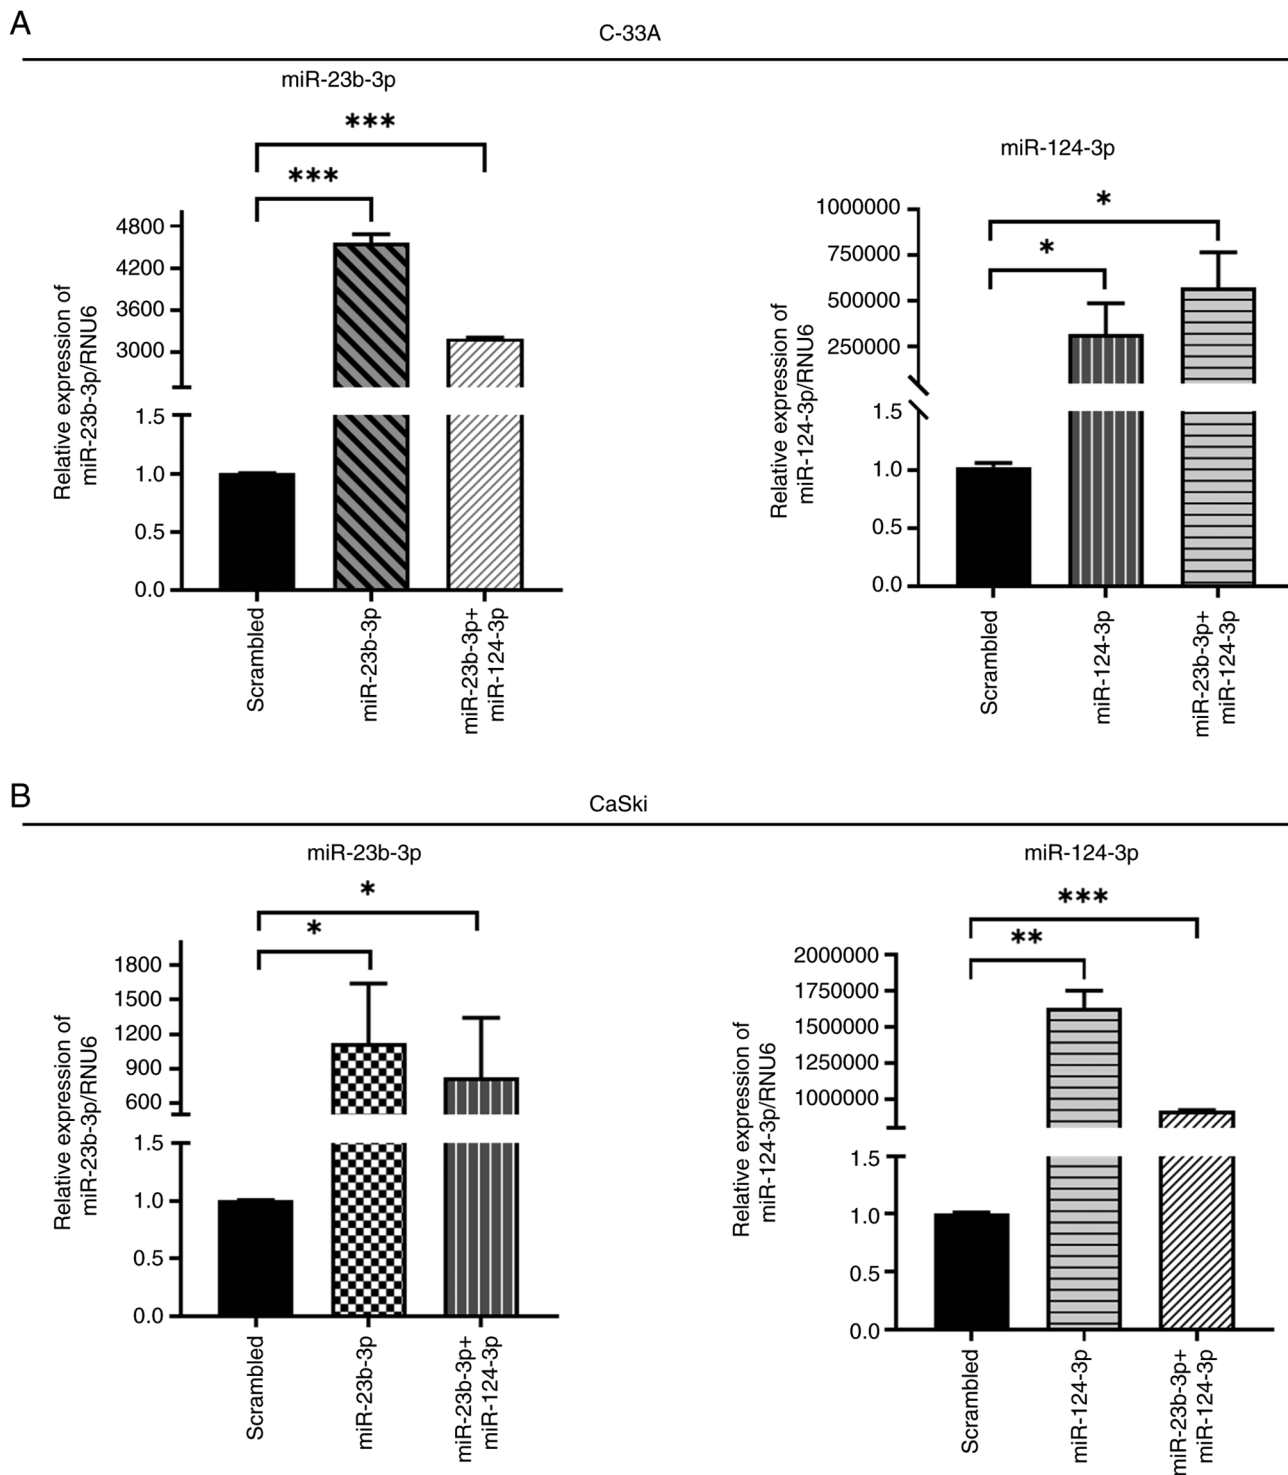 A
C-33A
miR-23b-3p
***
***
Relative expression of
miR-23b-3p/RNU6
4800
4200
3600
3000
1.5
1.0
0.5
0.0
Scrambled
miR-23b-3p
miR-23b-3p+
miR-124-3p
miR-124-3p
*
*
Relative expression of
miR-124-3p/RNU6
1000000
750000
500000
250000
1.5
1.0
0.5
0.0
Scrambled
miR-124-3p
miR-23b-3p+
miR-124-3p
B
CaSki
miR-23b-3p
*
*
Relative expression of
miR-23b-3p/RNU6
1800
1500
1200
900
600
1.5
1.0
0.5
0.0
Scrambled
miR-23b-3p
miR-23b-3p+
miR-124-3p
miR-124-3p
***
**
Relative expression of
miR-124-3p/RNU6
2000000
1750000
1500000
1250000
1000000
1.5
1.0
0.5
0.0
Scrambled
miR-124-3p
miR-23b-3p+
miR-124-3p